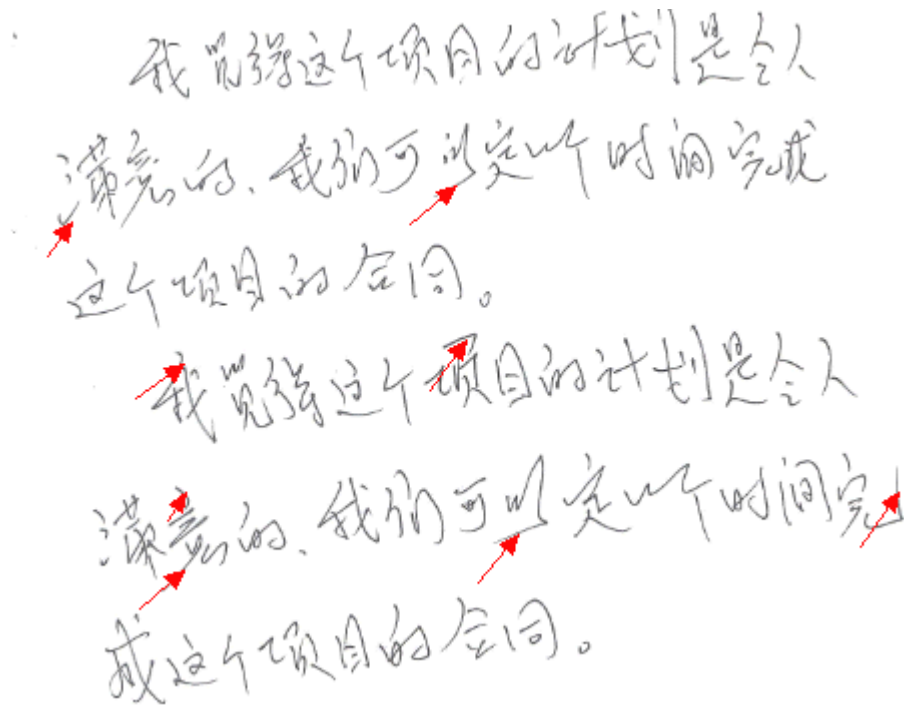 我觉得这个项目的计划是令人
满意的、我们可以定以个时间完成
这个项目的合同。
我觉得这个项目的计划是令人
满意的、我们可以定以个时间完
成这个项目的合同。